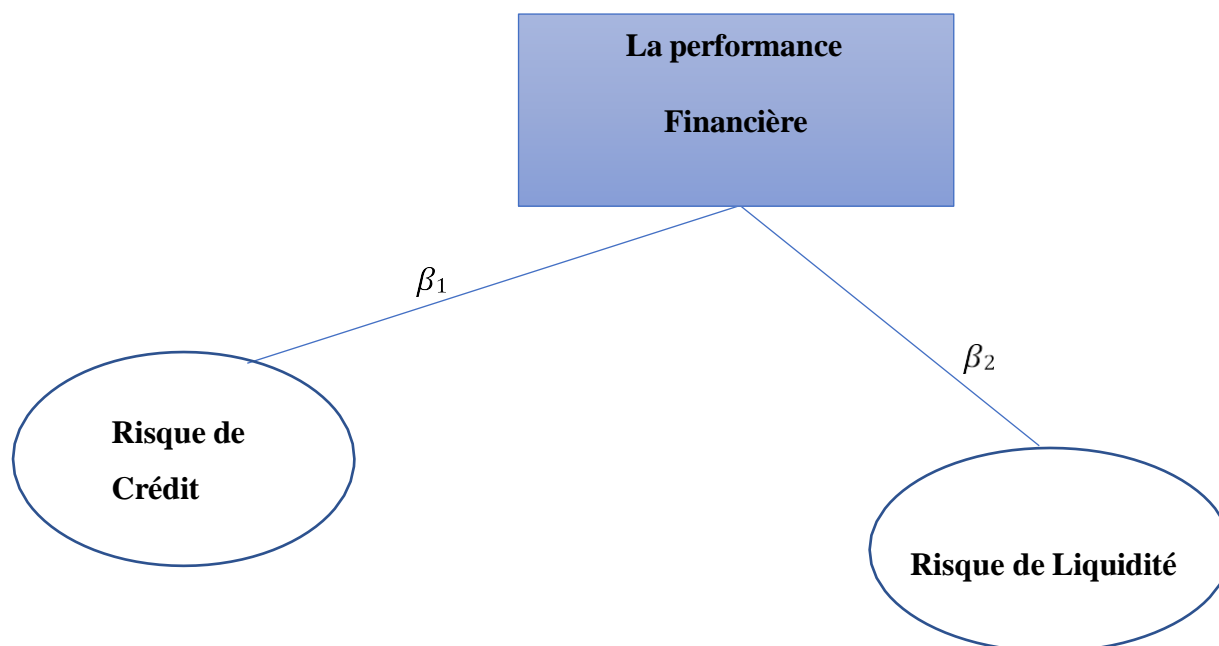 La performance
Financière
β₁
β₂
Risque de
Crédit
Risque de Liquidité